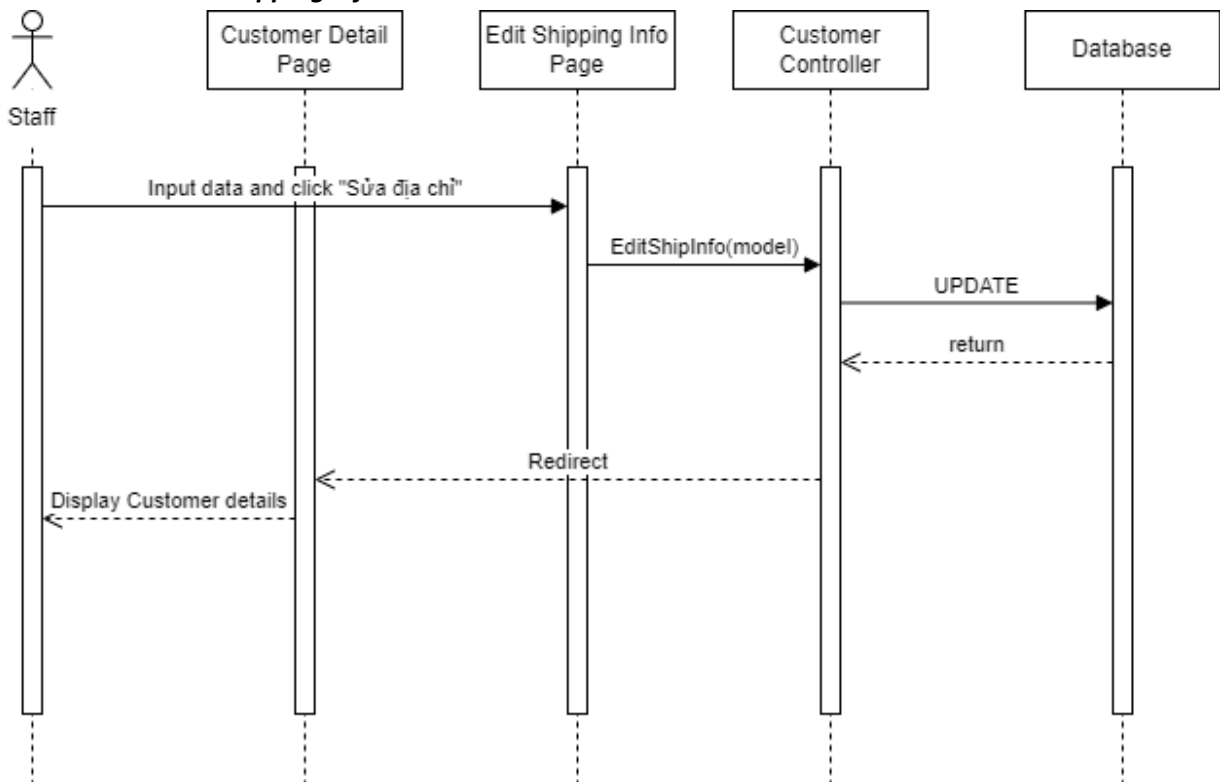 Customer Detail
Page
Edit Shipping Info
Page
Customer
Controller
Database
Staff
Input data and click "Sửa địa chỉ"
EditShipInfo(model)
UPDATE
return
Redirect
Display Customer details